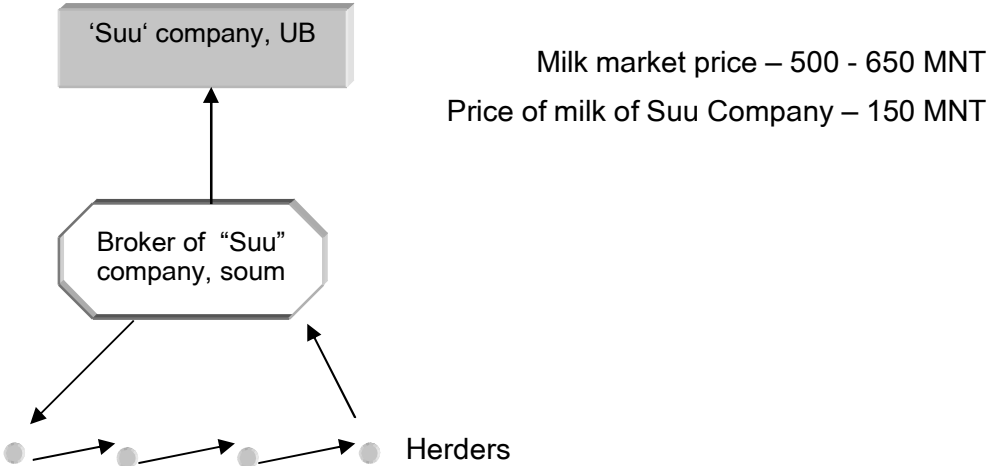 ‘Suu‘ company, UB
Milk market price – 500 - 650 MNT
Price of milk of Suu Company – 150 MNT
Broker of “Suu”
company, soum
Herders